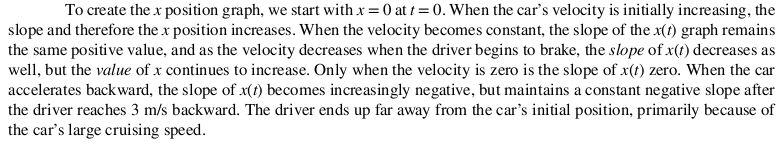 To create the x position graph, we start with x = 0 at t = 0. When the car's velocity is initially increasing, the
slope and therefore the x position increases. When the velocity becomes constant, the slope of the x(t) graph remains
the same positive value, and as the velocity decreases when the driver begins to brake, the slope of x(t) decreases as
well, but the value of x continues to increase. Only when the velocity is zero is the slope of x(t) zero. When the car
accelerates backward, the slope of x(t) becomes increasingly negative, but maintains a constant negative slope after
the driver reaches 3 m/s backward. The driver ends up far away from the car's initial position, primarily because of
the car's large cruising speed.